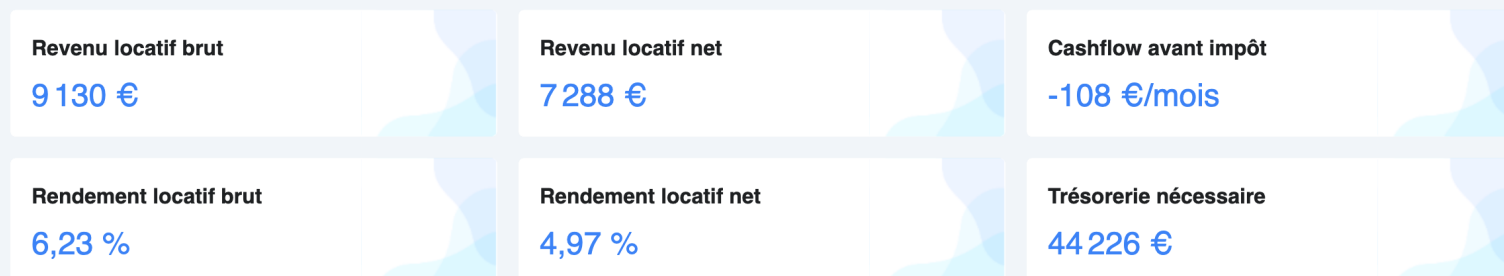 Revenu locatif brut
9 130 €
Revenu locatif net
7 288 €
Cashflow avant impôt
-108 €/mois
Rendement locatif brut
6,23 %
Rendement locatif net
4,97 %
Trésorerie nécessaire
44 226 €